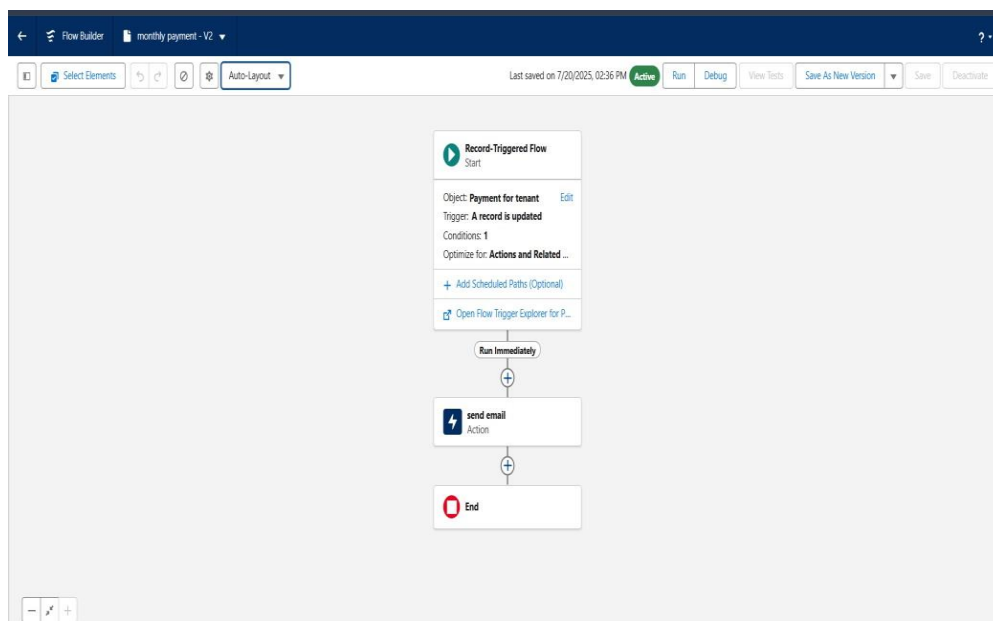 Flow Builder
monthly payment - V2
?
Select Elements
Auto-Layout
Last saved on 7/20/2025, 02:36 PM
Active
Run
Debug
View Tests
Save As New Version
Save
Deactivate
Record-Triggered Flow
Start
Object: Payment for tenant
Edit
Trigger: A record is updated
Conditions: 1
Optimize for: Actions and Related ...
+ Add Scheduled Paths (Optional)
Open Flow Trigger Explorer for P...
Run Immediately
send email
Action
End